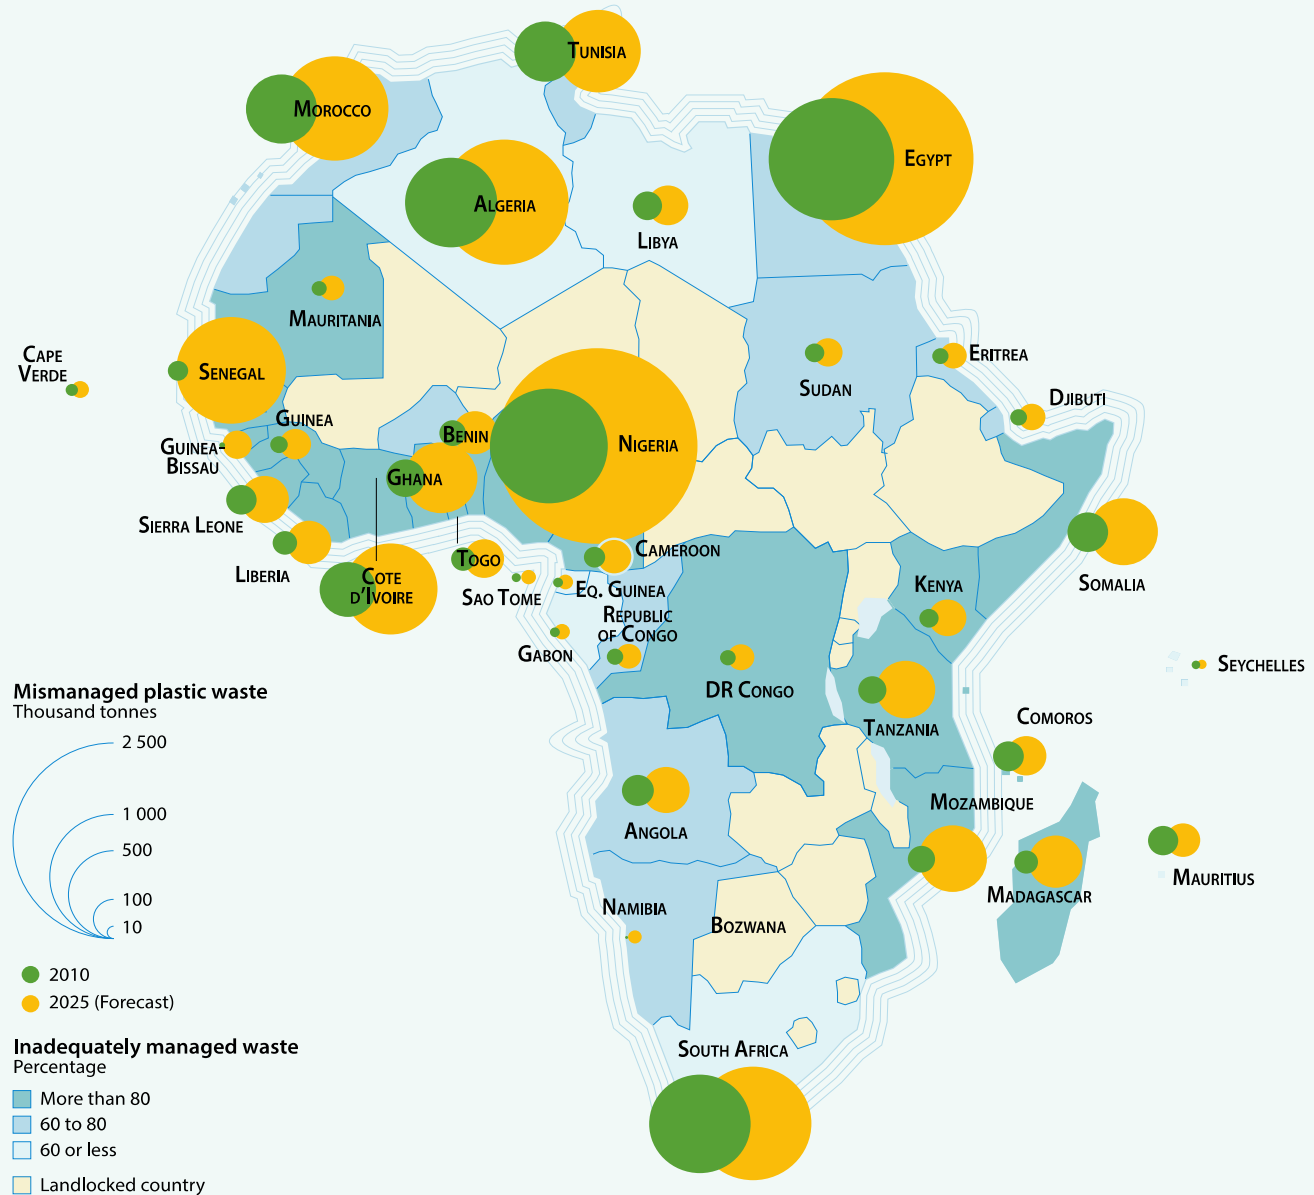 Tunisia
Morocco
Egypt
Algeria
Libya
Mauritania
Cape
Verde
Senegal
Sudan
Eritrea
Djibuti
Guinea
Guinea-
Bissau
Benin
Nigeria
Ghana
Sierra Leone
Liberia
Cote
d'Ivoire
Togo
Sao Tome
Cameroon
Eq. Guinea
Republic
of Congo
Gabon
Somalia
Kenya
DR Congo
Tanzania
Seychelles
Comoros
Angola
Mozambique
Madagascar
Mauritius
Namibia
Bozwana
South Africa
Mismanaged plastic waste
Thousand tonnes
2 500
1 000
500
100
10
2010
2025 (Forecast)
Inadequately managed waste
Percentage
More than 80
60 to 80
60 or less
Landlocked country